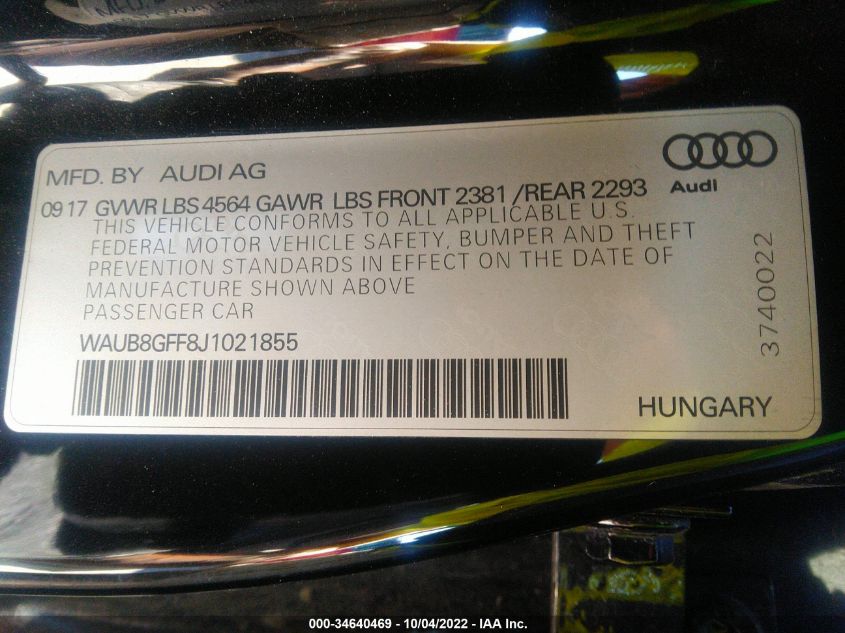 MFD. BY AUDI AG
Audi
09 17 GVWR LBS 4564 GAWR LBS FRONT 2381 /REAR 2293
THIS VEHICLE CONFORMS TO ALL APPLICABLE U.S.
FEDERAL MOTOR VEHICLE SAFETY, BUMPER AND THEFT
PREVENTION STANDARDS IN EFFECT ON THE DATE OF
MANUFACTURE SHOWN ABOVE
PASSENGER CAR
WAUB8GFF8J1021855
HUNGARY
3740022
000-34640469 - 10/04/2022 - IAA Inc.